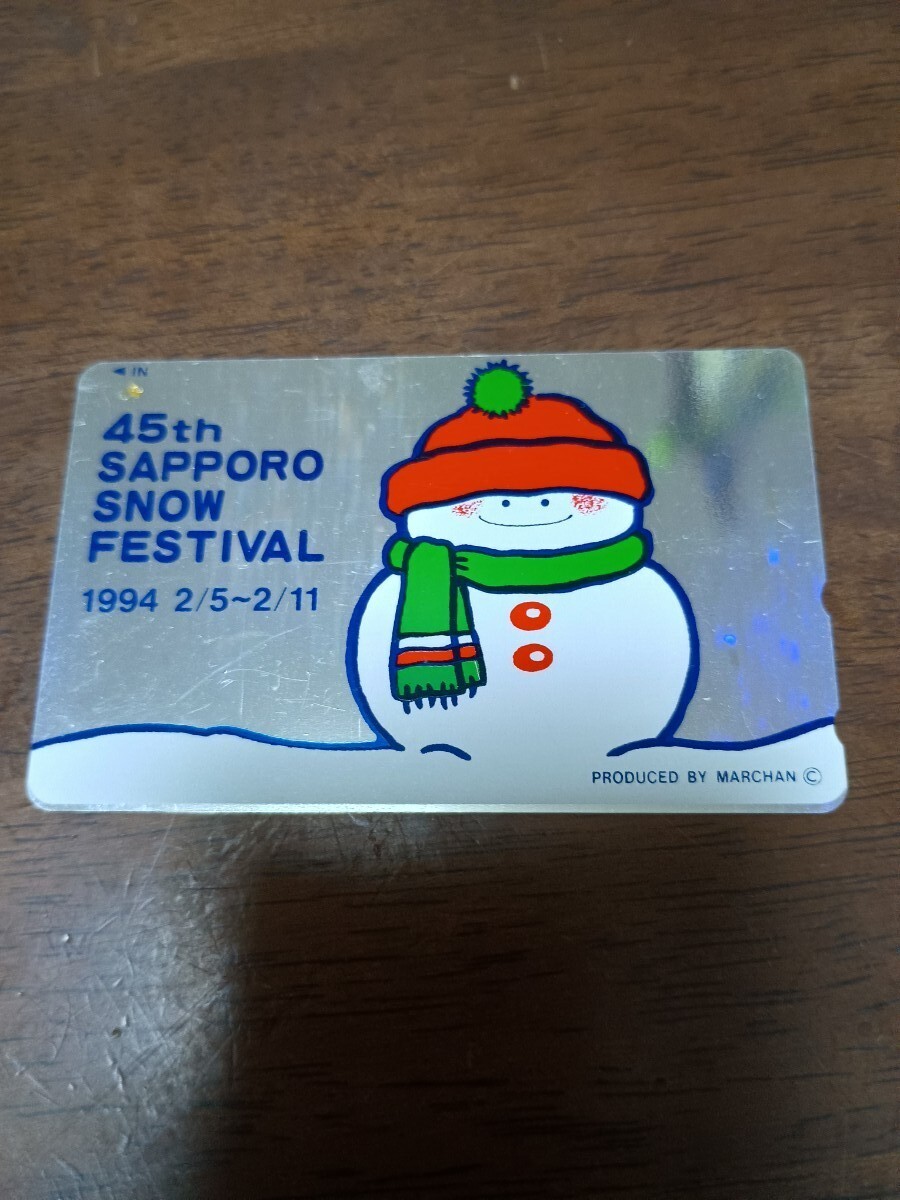 ◀ IN
45th
SAPPORO
SNOW
FESTIVAL
1994 2/5~2/11
PRODUCED BY MARCHAN ©